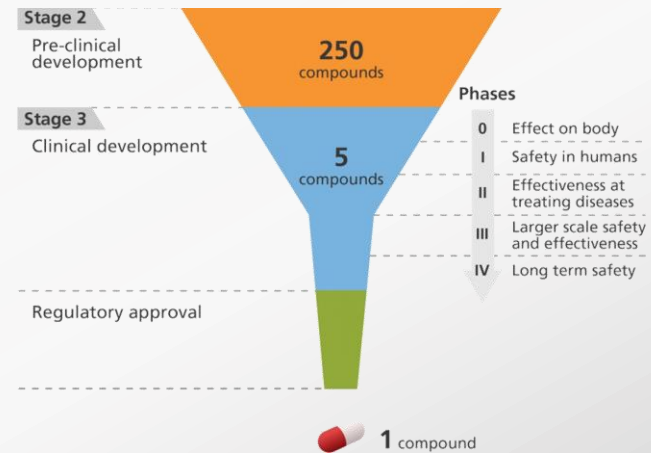 Stage 2
Pre-clinical
development
250
compounds
Stage 3
Clinical development
5
compounds
Phases
0 Effect on body
I Safety in humans
II Effectiveness at
treating diseases
III Larger scale safety
and effectiveness
IV Long term safety
Regulatory approval
1 compound